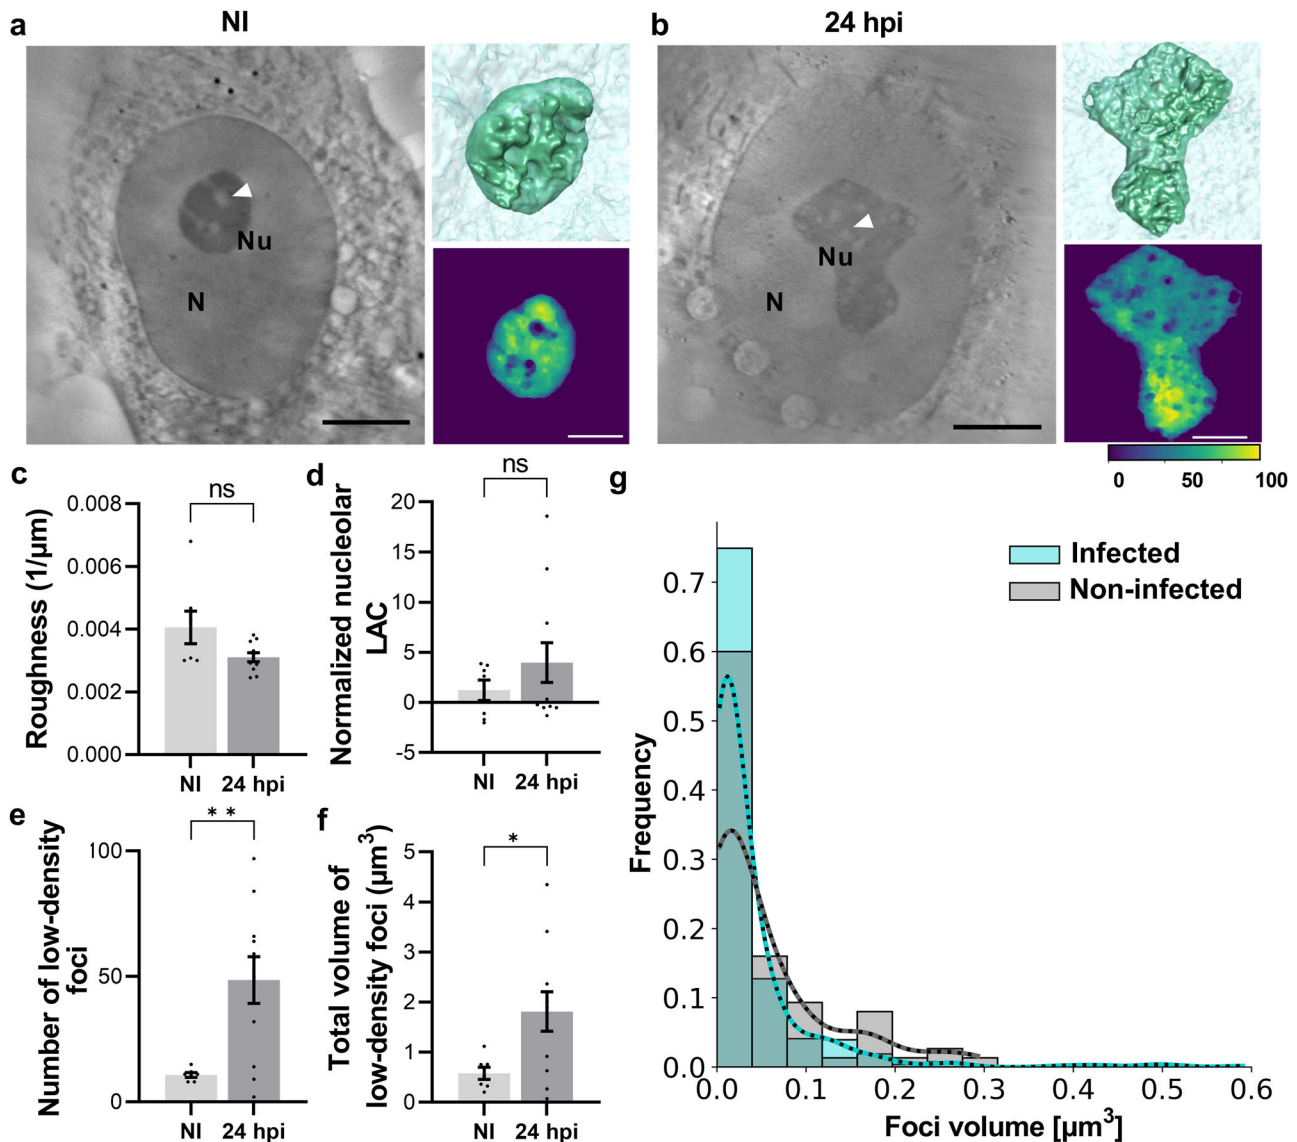 a
NI
b
24 hpi
Nu
N
Nu
N
0 50 100
c
ns
Roughness (1/µm)
0.008
0.006
0.004
0.002
0.000
NI 24 hpi
d
ns
Normalized nucleolar
LAC
20
15
10
5
0
-5
NI 24 hpi
e
**
Number of low-density
foci
100
50
0
NI 24 hpi
f
*
Total volume of
low-density foci (µm³)
5
4
3
2
1
0
NI 24 hpi
g
Infected
Non-infected
Frequency
0.7
0.6
0.5
0.4
0.3
0.2
0.1
0.0
0.0 0.1 0.2 0.3 0.4 0.5 0.6
Foci volume [µm³]